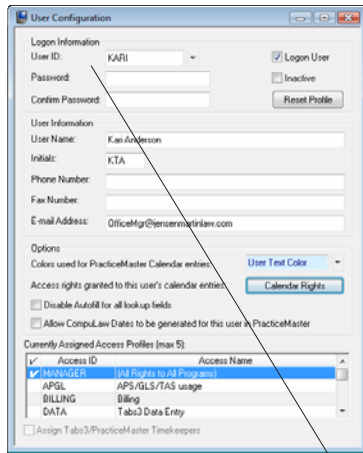 User Configuration
Logon Information
User ID: KARI Logon User
Password: Inactive
Confirm Password: Reset Profile
User Information
User Name: Kari Anderson
Initials: KTA
Phone Number:
Fax Number:
E-mail Address: OfficeMgr@jensenmartinlaw.com
Options
Colors used for PracticeMaster Calendar entries: User Text Color
Access rights granted to this user's calendar entries: Calendar Rights
Disable Autofill for all lookup fields
Allow CompuLaw Dates to be generated for this user in PracticeMaster
Currently Assigned Access Profiles (max 5):
✓ Access ID Access Name
✓ MANAGER (All Rights to All Programs)
APGL APS/GLS/TAS usage
BILLING Billing
DATA Tabs3 Data Entry
Assign Tabs3/PracticeMaster Timekeepers